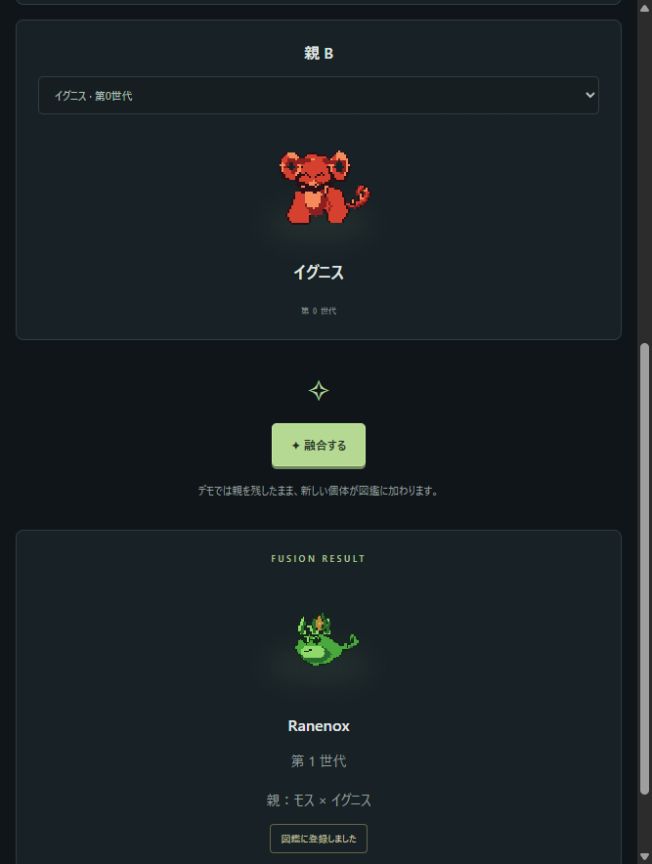 親 B
イグニス · 第0世代
イグニス
第 0 世代
✦ 融合する
デモでは親を残したまま、新しい個体が図鑑に加わります。
FUSION RESULT
Ranenox
第 1 世代
親：モス × イグニス
図鑑に登録しました